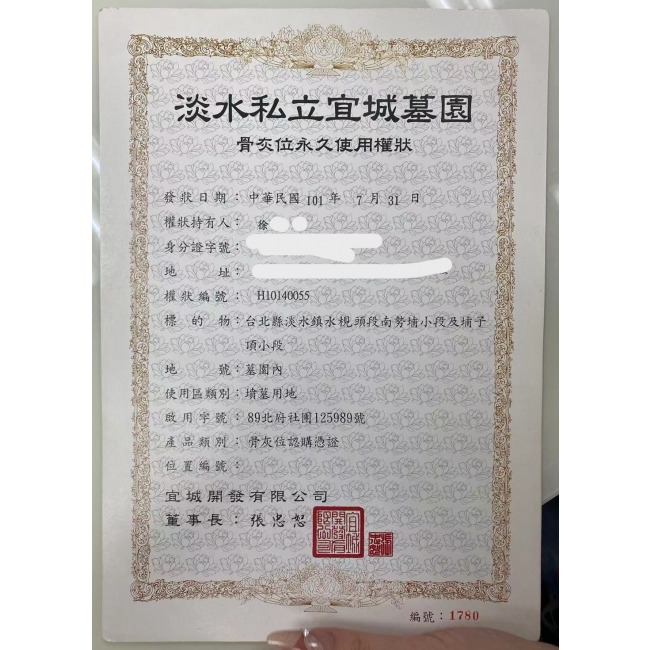 淡水私立宜城墓園
骨灰位永久使用權狀
發狀日期：中華民國 101 年 7 月 31 日
權狀持有人：徐
身分證字號：
地址：
權狀編號：H10140055
標的物：台北縣淡水鎮水梘頭段南勢埔小段及埔子
頂小段
地號：墓園內
使用區類別：墳墓用地
啟用字號：89北府社團125989號
產品類別：骨灰位認購憑證
位置編號：
宜城開發有限公司
董事長：張忠恕
編號：1780